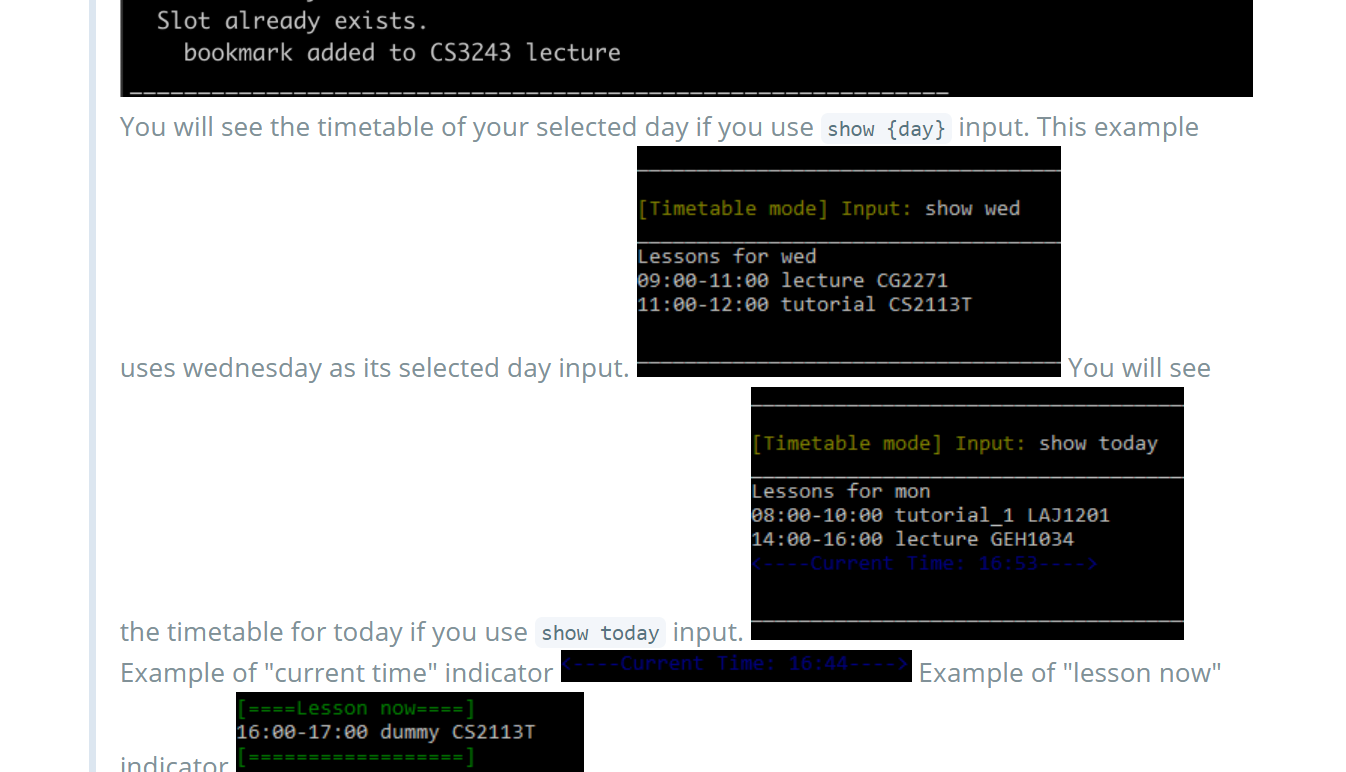 Slot already exists.
bookmark added to CS3243 lecture
You will see the timetable of your selected day if you use show {day} input. This example
[Timetable mode] Input: show wed
Lessons for wed
09:00-11:00 lecture CG2271
11:00-12:00 tutorial CS2113T
uses wednesday as its selected day input.
You will see
[Timetable mode] Input: show today
Lessons for mon
08:00-10:00 tutorial_1 LAJ1201
14:00-16:00 lecture GEH1034
<----Current Time: 16:53---->
the timetable for today if you use show today input.
Example of "current time" indicator <----Current Time: 16:44----> Example of "lesson now"
[====Lesson now====]
16:00-17:00 dummy CS2113T
[==================]
indicator